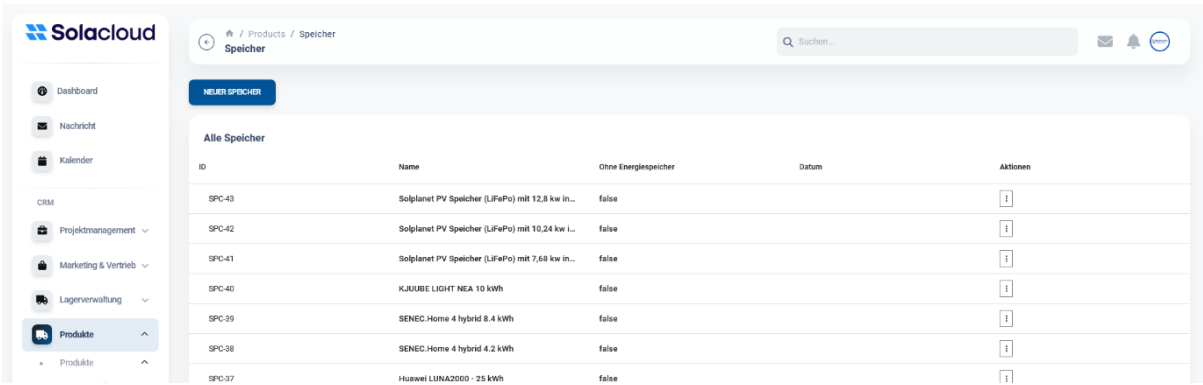 Solacloud
/ Products / Speicher
Speicher
Suchen...
Dashboard
Nachricht
Kalender
CRM
Projektmanagement
Marketing & Vertrieb
Lagerverwaltung
Produkte
Produkte
NEUER SPEICHER
Alle Speicher
ID Name Ohne Energiespeicher Datum Aktionen
SPC-43 Solplanet PV Speicher (LiFePo) mit 12,8 kw in... false
SPC-42 Solplanet PV Speicher (LiFePo) mit 10,24 kw i... false
SPC-41 Solplanet PV Speicher (LiFePo) mit 7,68 kw in... false
SPC-40 KJUUBE LIGHT NEA 10 kWh false
SPC-39 SENEC.Home 4 hybrid 8.4 kWh false
SPC-38 SENEC.Home 4 hybrid 4.2 kWh false
SPC-37 Huawei LUNA2000 - 25 kWh false